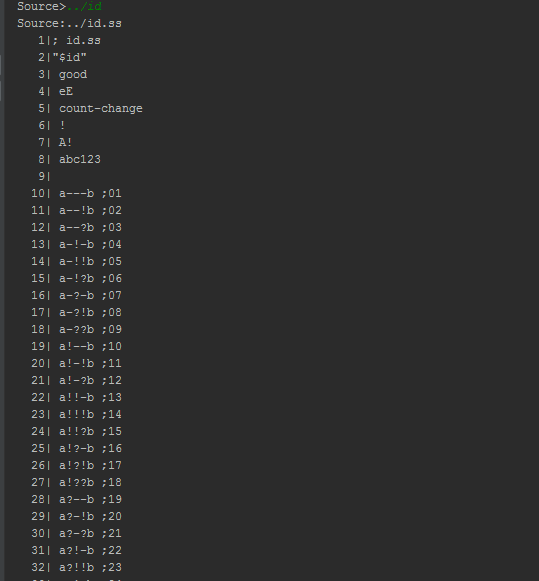 Source>../id
Source:../id.ss
1|; id.ss
2|"$id"
3| good
4| eE
5| count-change
6| !
7| A!
8| abc123
9|
10| a---b ;01
11| a--!b ;02
12| a--?b ;03
13| a-!-b ;04
14| a-!!b ;05
15| a-!?b ;06
16| a-?-b ;07
17| a-?!b ;08
18| a-??b ;09
19| a!--b ;10
20| a!-!b ;11
21| a!-?b ;12
22| a!!-b ;13
23| a!!!b ;14
24| a!!?b ;15
25| a!?-b ;16
26| a!?!b ;17
27| a!??b ;18
28| a?--b ;19
29| a?-!b ;20
30| a?-?b ;21
31| a?!-b ;22
32| a?!!b ;23